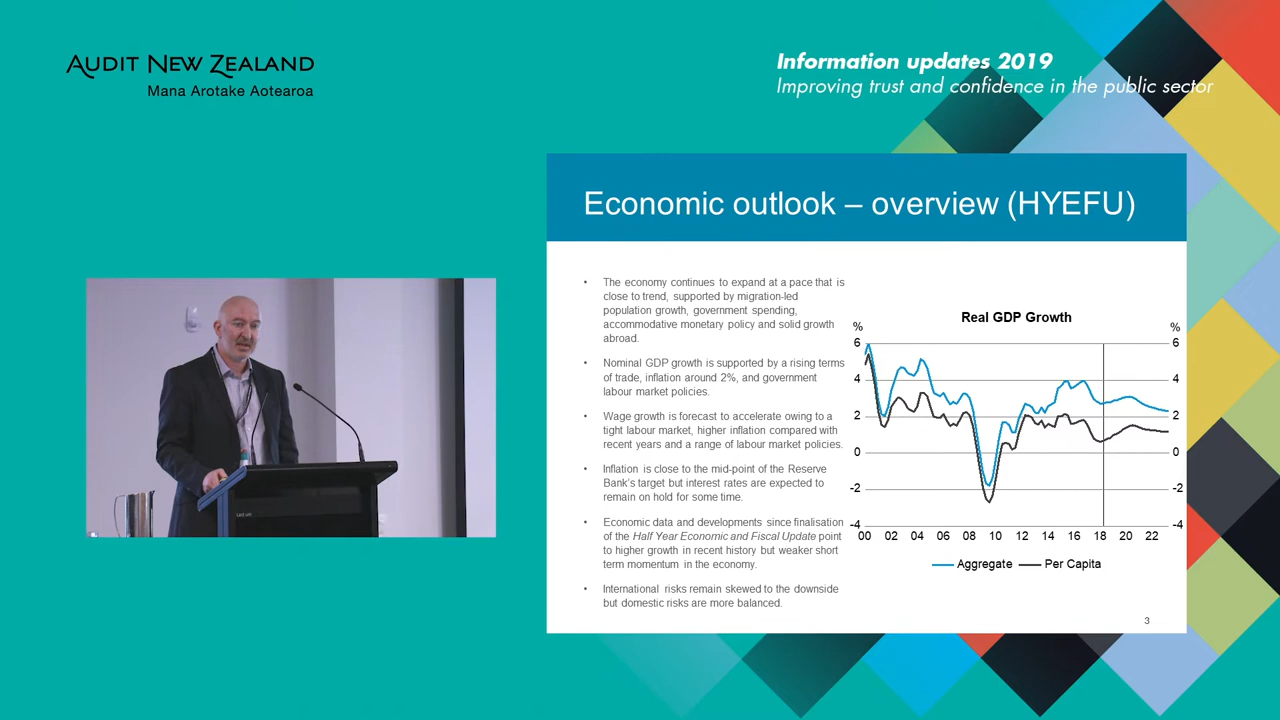 AUDIT NEW ZEALAND
Mana Arotake Aotearoa
Information updates 2019
Improving trust and confidence in the public sector
Economic outlook – overview (HYEFU)
• The economy continues to expand at a pace that is
close to trend, supported by migration-led
population growth, government spending,
accommodative monetary policy and solid growth
abroad.
• Nominal GDP growth is supported by a rising terms
of trade, inflation around 2%, and government
labour market policies.
• Wage growth is forecast to accelerate owing to a
tight labour market, higher inflation compared with
recent years and a range of labour market policies.
• Inflation is close to the mid-point of the Reserve
Bank's target but interest rates are expected to
remain on hold for some time.
• Economic data and developments since finalisation
of the Half Year Economic and Fiscal Update point
to higher growth in recent history but weaker short
term momentum in the economy.
• International risks remain skewed to the downside
but domestic risks are more balanced.
Real GDP Growth
% %
6 6
4 4
2 2
0 0
-2 -2
-4 -4
00 02 04 06 08 10 12 14 16 18 20 22
Aggregate Per Capita
3